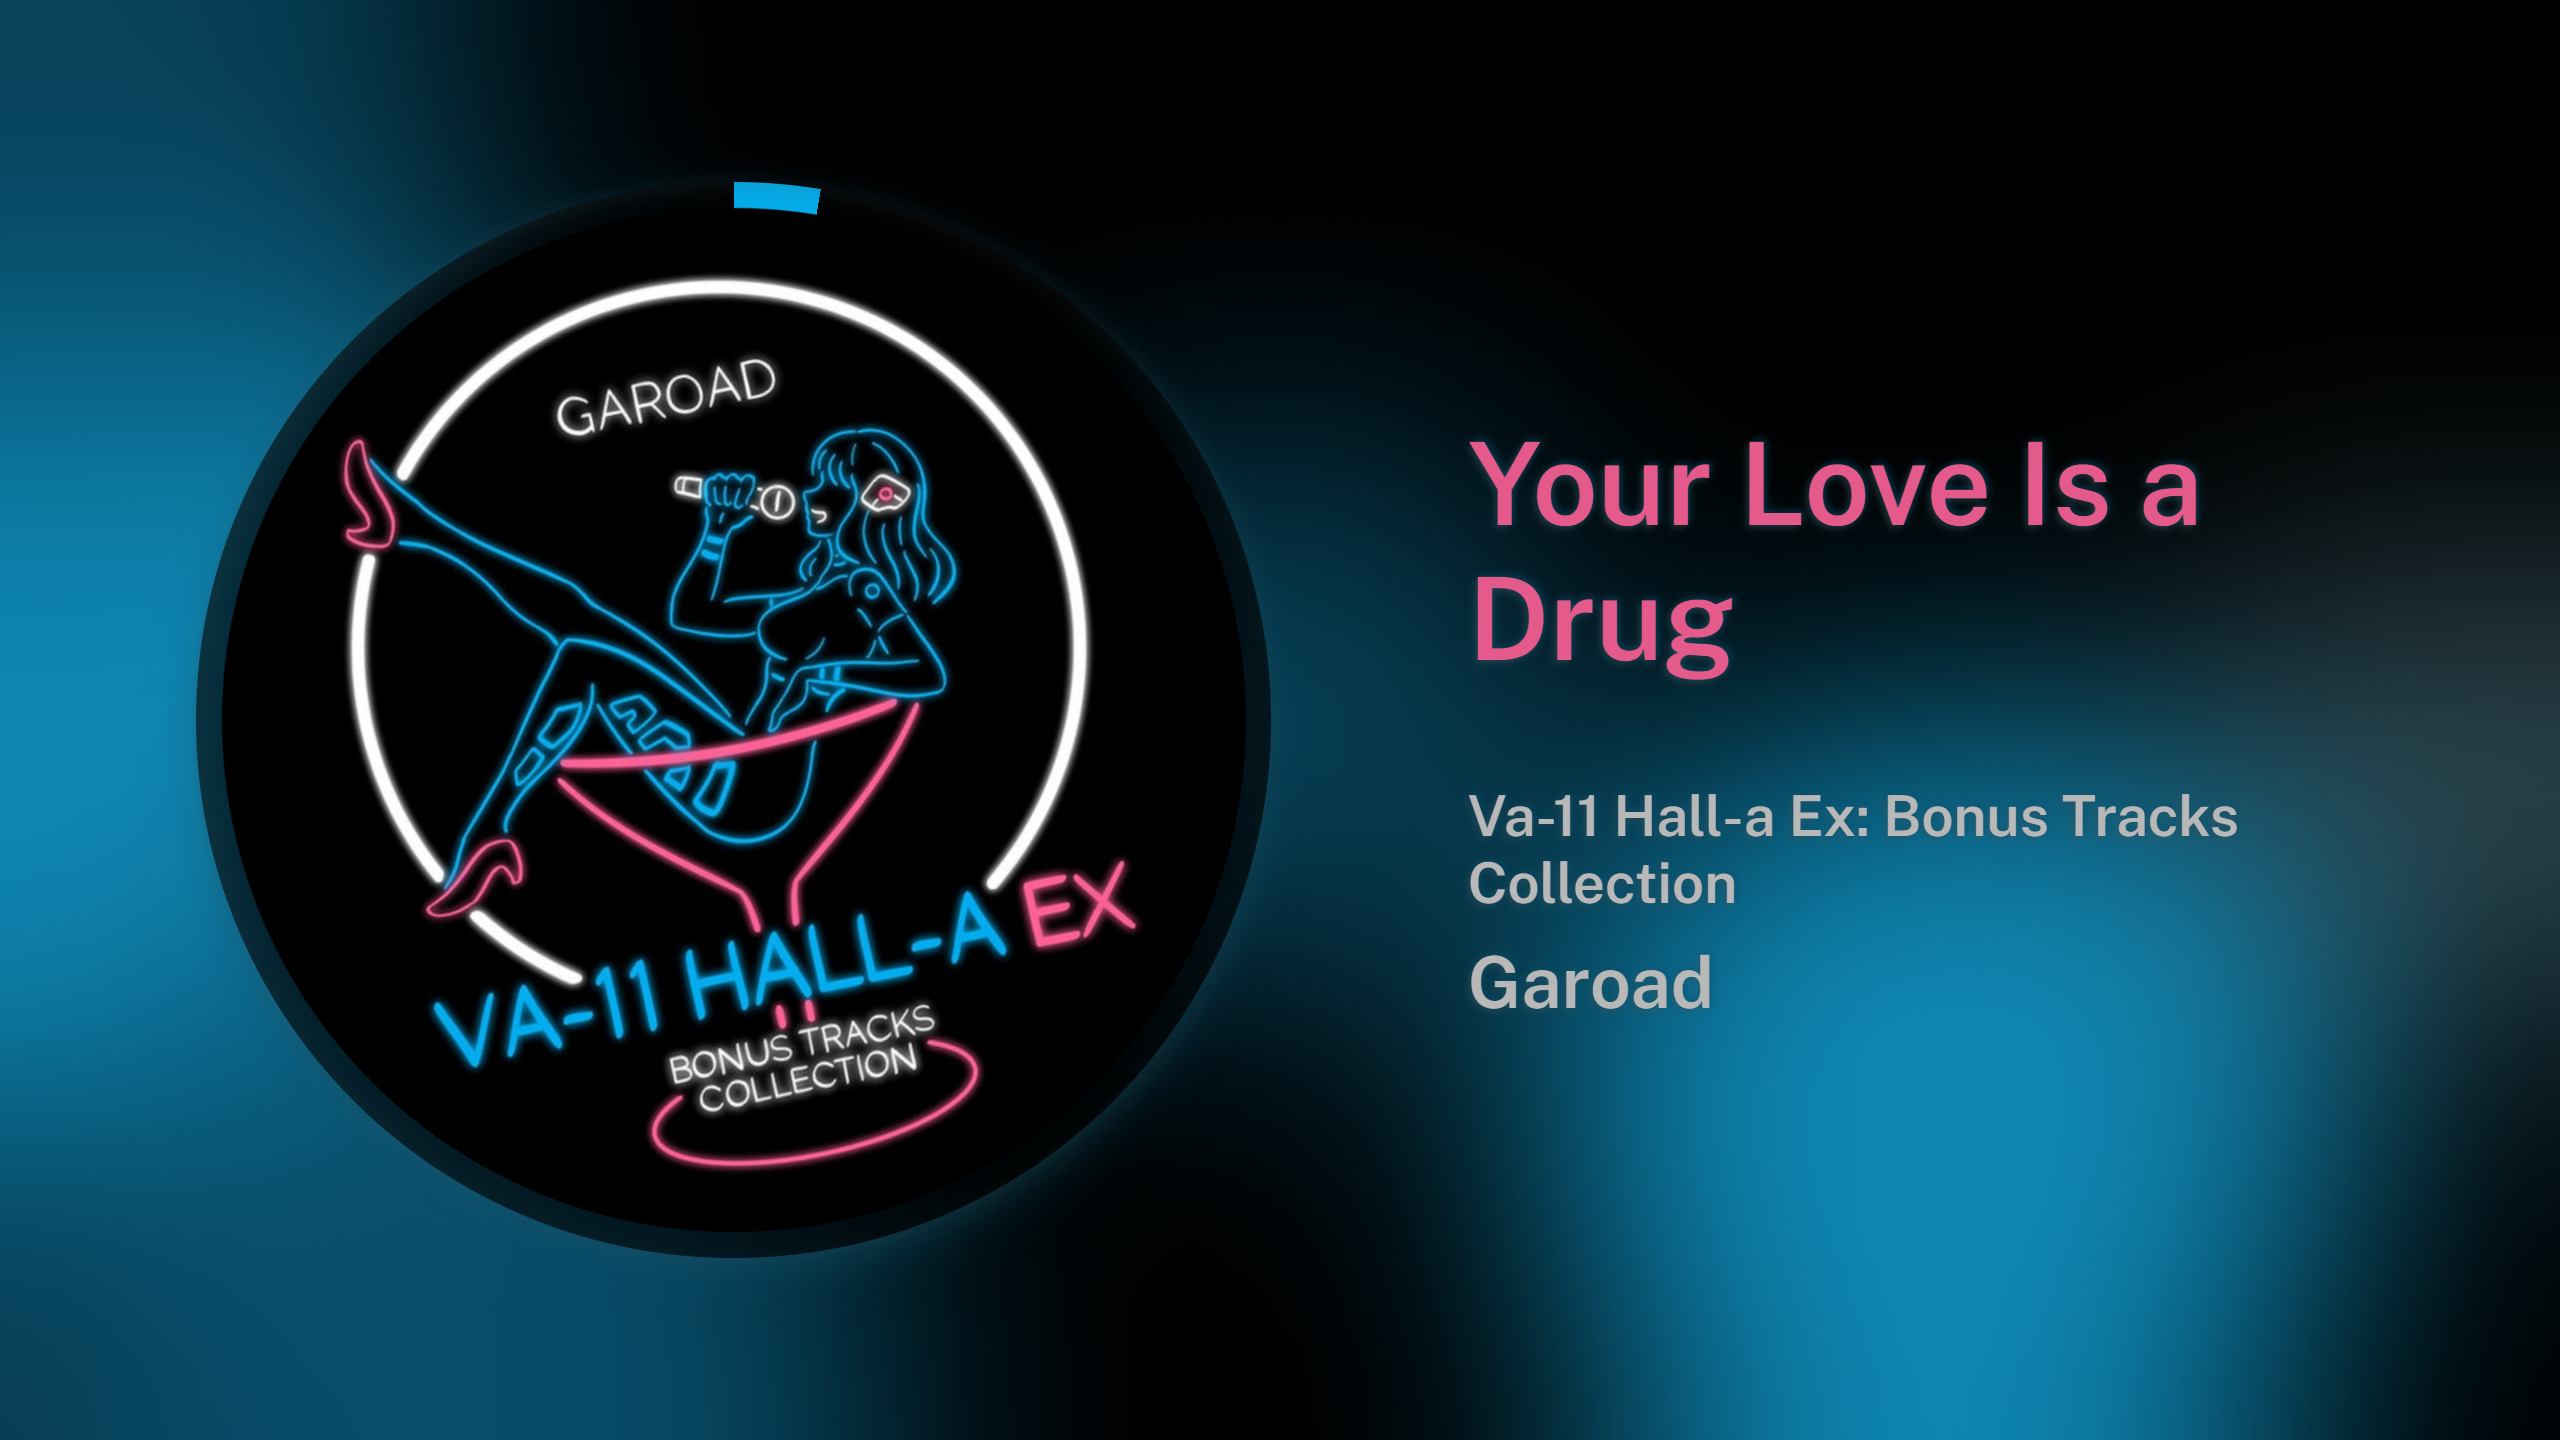 GAROAD
VA-11 HALL-A EX
BONUS TRACKS
COLLECTION
Your Love Is a
Drug
Va-11 Hall-a Ex: Bonus Tracks
Collection
Garoad